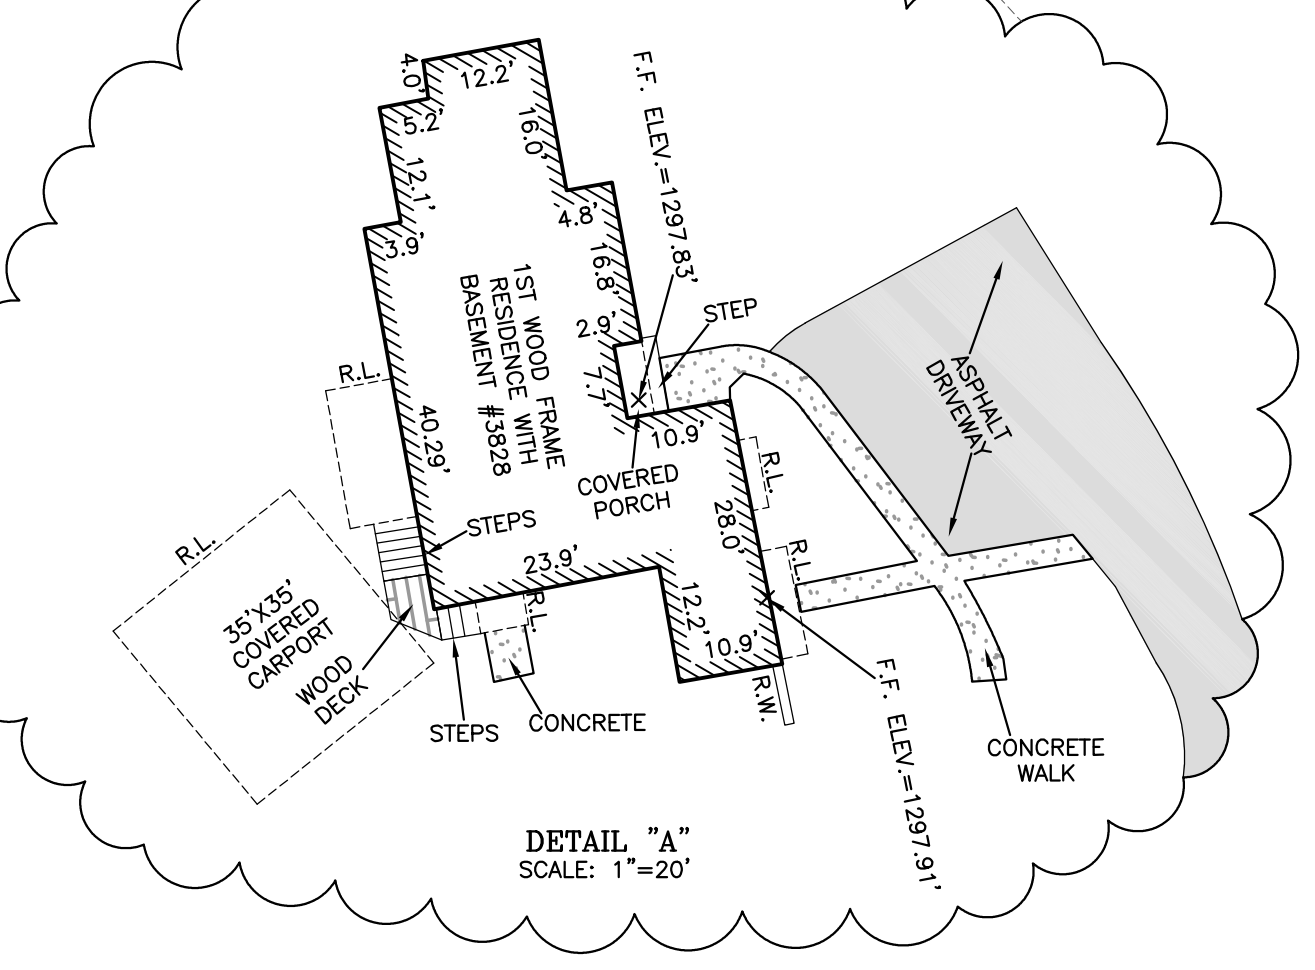 4.0'
12.2'
5.2'
16.0'
12.1'
3.9'
4.8'
F.F. ELEV.=1297.83'
16.8'
1ST WOOD FRAME
RESIDENCE WITH
BASEMENT #3828
2.9'
STEP
7.7'
R.L.
40.29'
10.9'
COVERED
PORCH
R.L.
ASPHALT
DRIVEWAY
28.0'
STEPS
23.9'
R.L.
R.L.
35'X35'
COVERED
CARPORT
R.L.
12.2'
10.9'
WOOD
DECK
R.W.
STEPS
CONCRETE
F.F. ELEV.=1297.91'
CONCRETE
WALK
DETAIL "A"
SCALE: 1"=20'